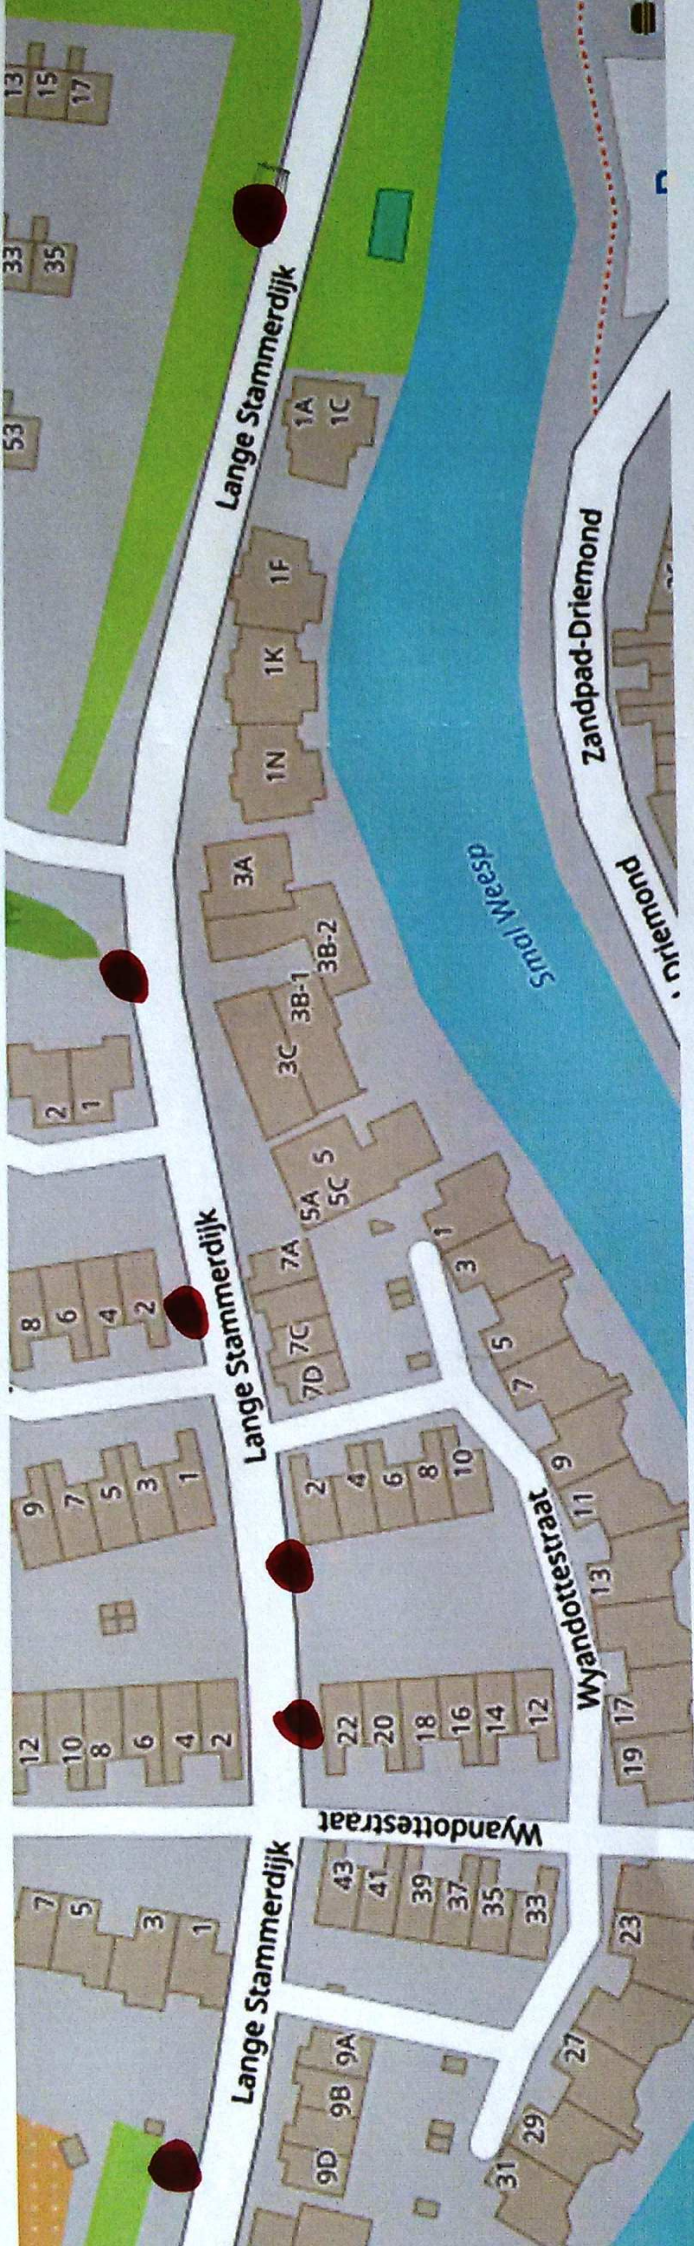 13
15
17
33
35
53
Lange Stammerdijk
1A
1C
1F
1K
1N
Zandpad-Driemond
Driemond
Smal Weesp
3A
3B-2
3B-1
3C
2
1
5
5A
5C
7A
7C
7D
Lange Stammerdijk
8
6
4
2
1
3
5
7
9
11
13
17
19
Wyandottestraat
2
4
6
8
10
9
7
5
3
1
12
10
8
6
4
2
22
20
18
16
14
12
Wyandottestraat
Lange Stammerdijk
7
5
3
1
43
41
39
37
35
33
23
27
29
31
9A
9B
9D